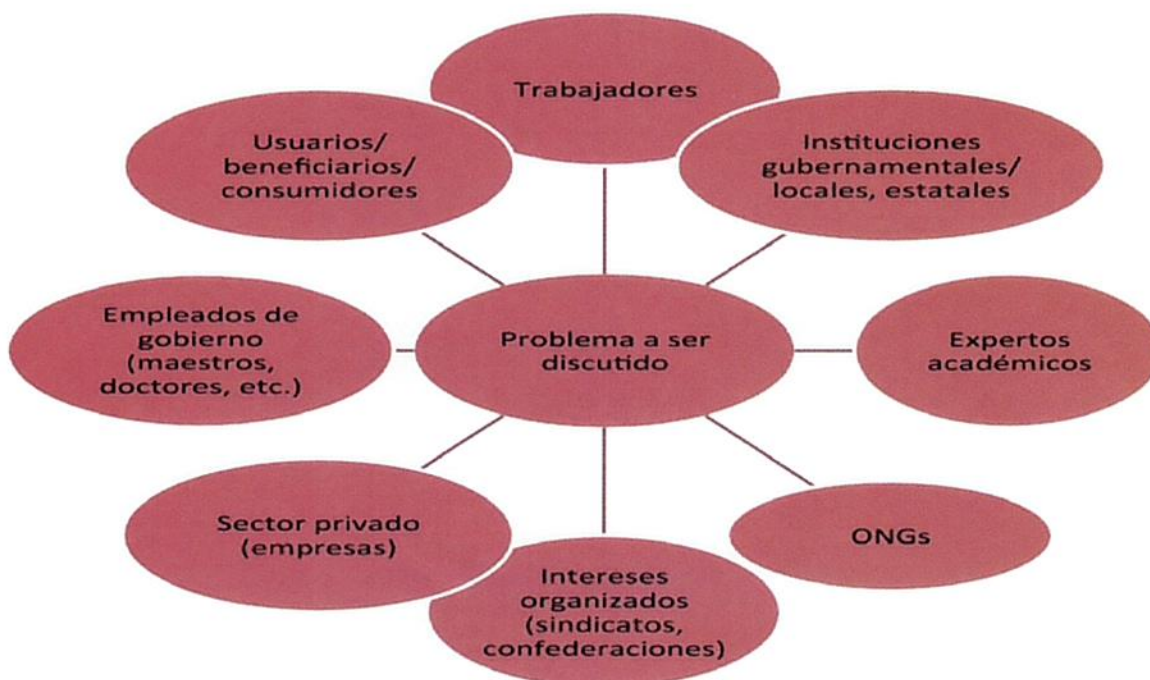 Trabajadores
Usuarios/
beneficiarios/
consumidores
Instituciones
gubernamentales/
locales, estatales
Empleados de
gobierno
(maestros,
doctores, etc.)
Problema a ser
discutido
Expertos
académicos
Sector privado
(empresas)
Intereses
organizados
(sindicatos,
confederaciones)
ONGs